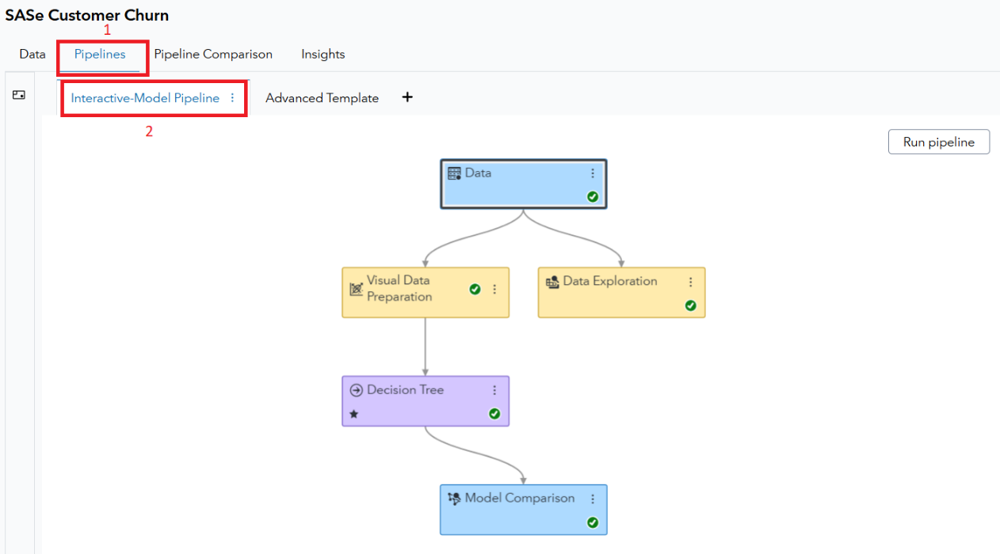 SASe Customer Churn
1
Data Pipelines Pipeline Comparison Insights
Interactive-Model Pipeline Advanced Template +
2
Run pipeline
Data
Visual Data
Preparation
Data Exploration
Decision Tree
Model Comparison